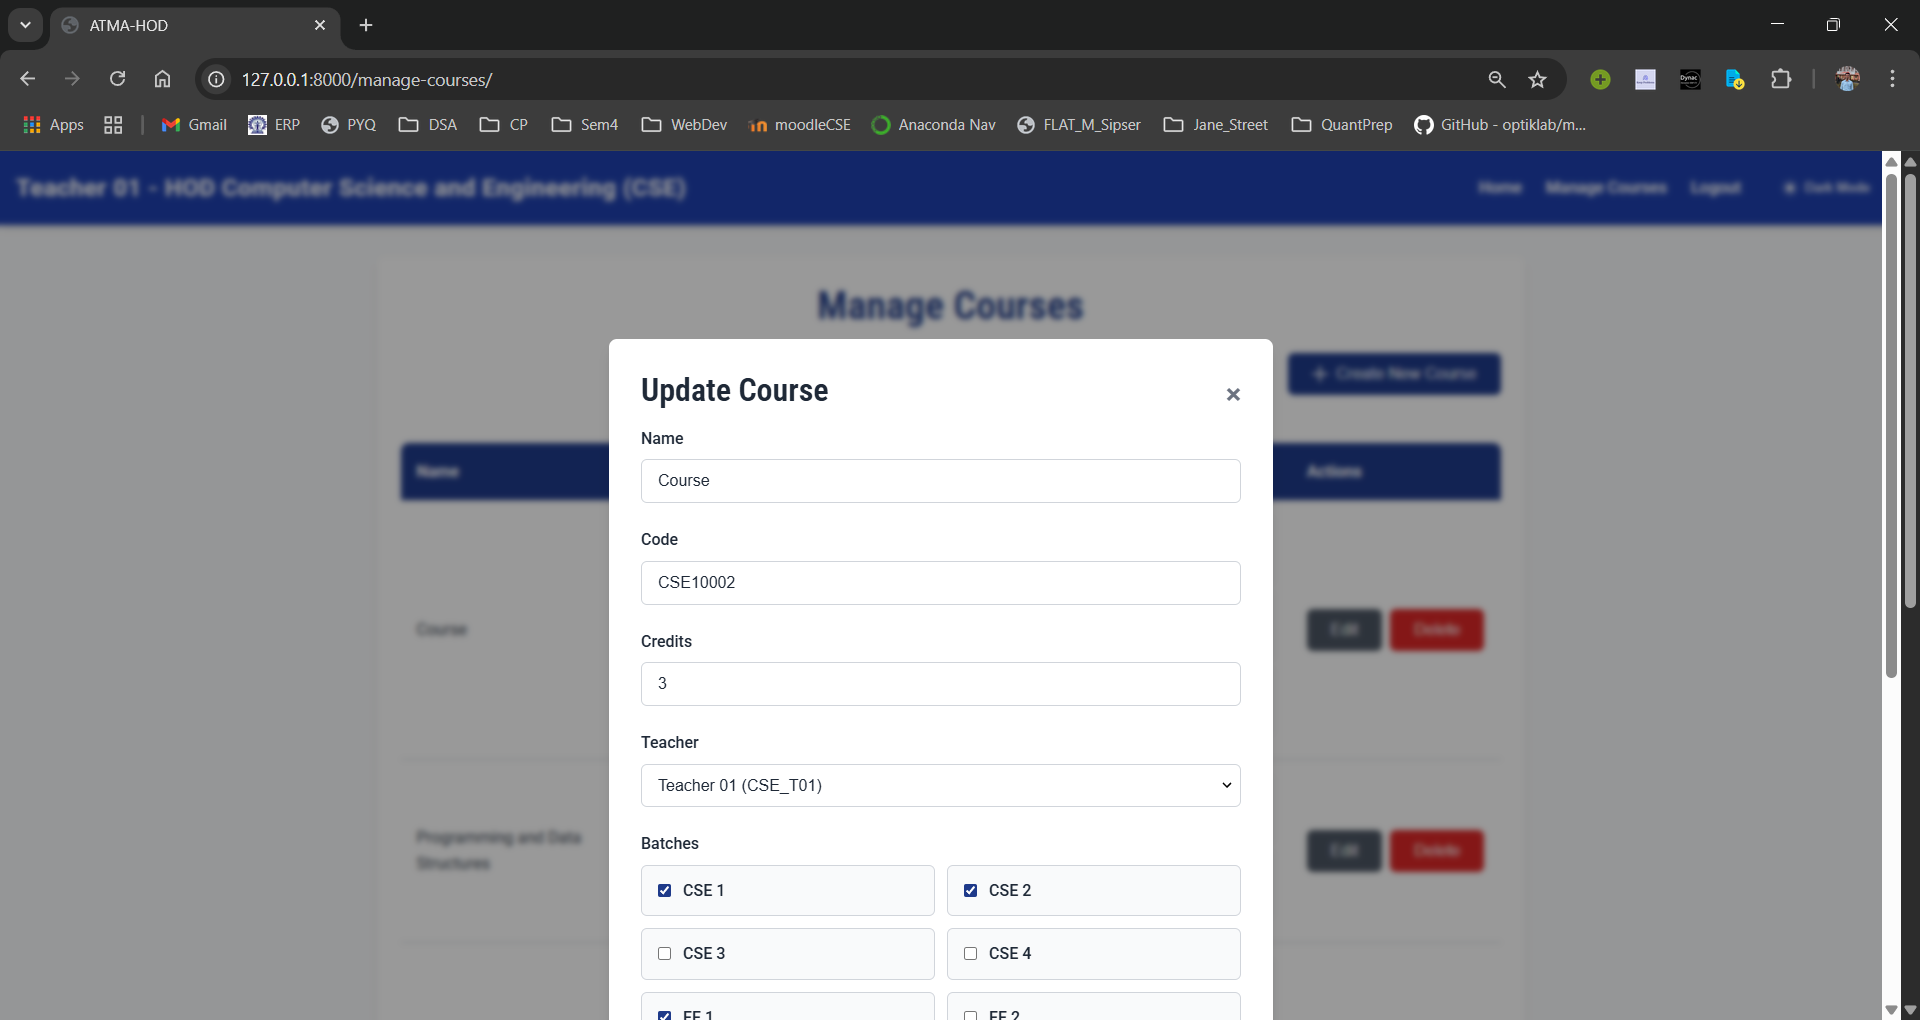 ATMA-HOD
127.0.0.1:8000/manage-courses/
Dynac
Apps Gmail ERP PYQ DSA CP Sem4 WebDev moodleCSE Anaconda Nav FLAT_M_Sipser Jane_Street QuantPrep GitHub - optiklab/m...
Teacher 01 - HOD Computer Science and Engineering (CSE) Home Manage Courses Logout Dark Mode
Manage Courses
+ Create New Course
Update Course
×
Name
Course
Code
CSE10002
Credits
3
Teacher
Teacher 01 (CSE_T01)
Batches
CSE 1 CSE 2
CSE 3 CSE 4
EE 1 EE 2
Name Actions
Course Edit Delete
Programming and Data
Structures Edit Delete